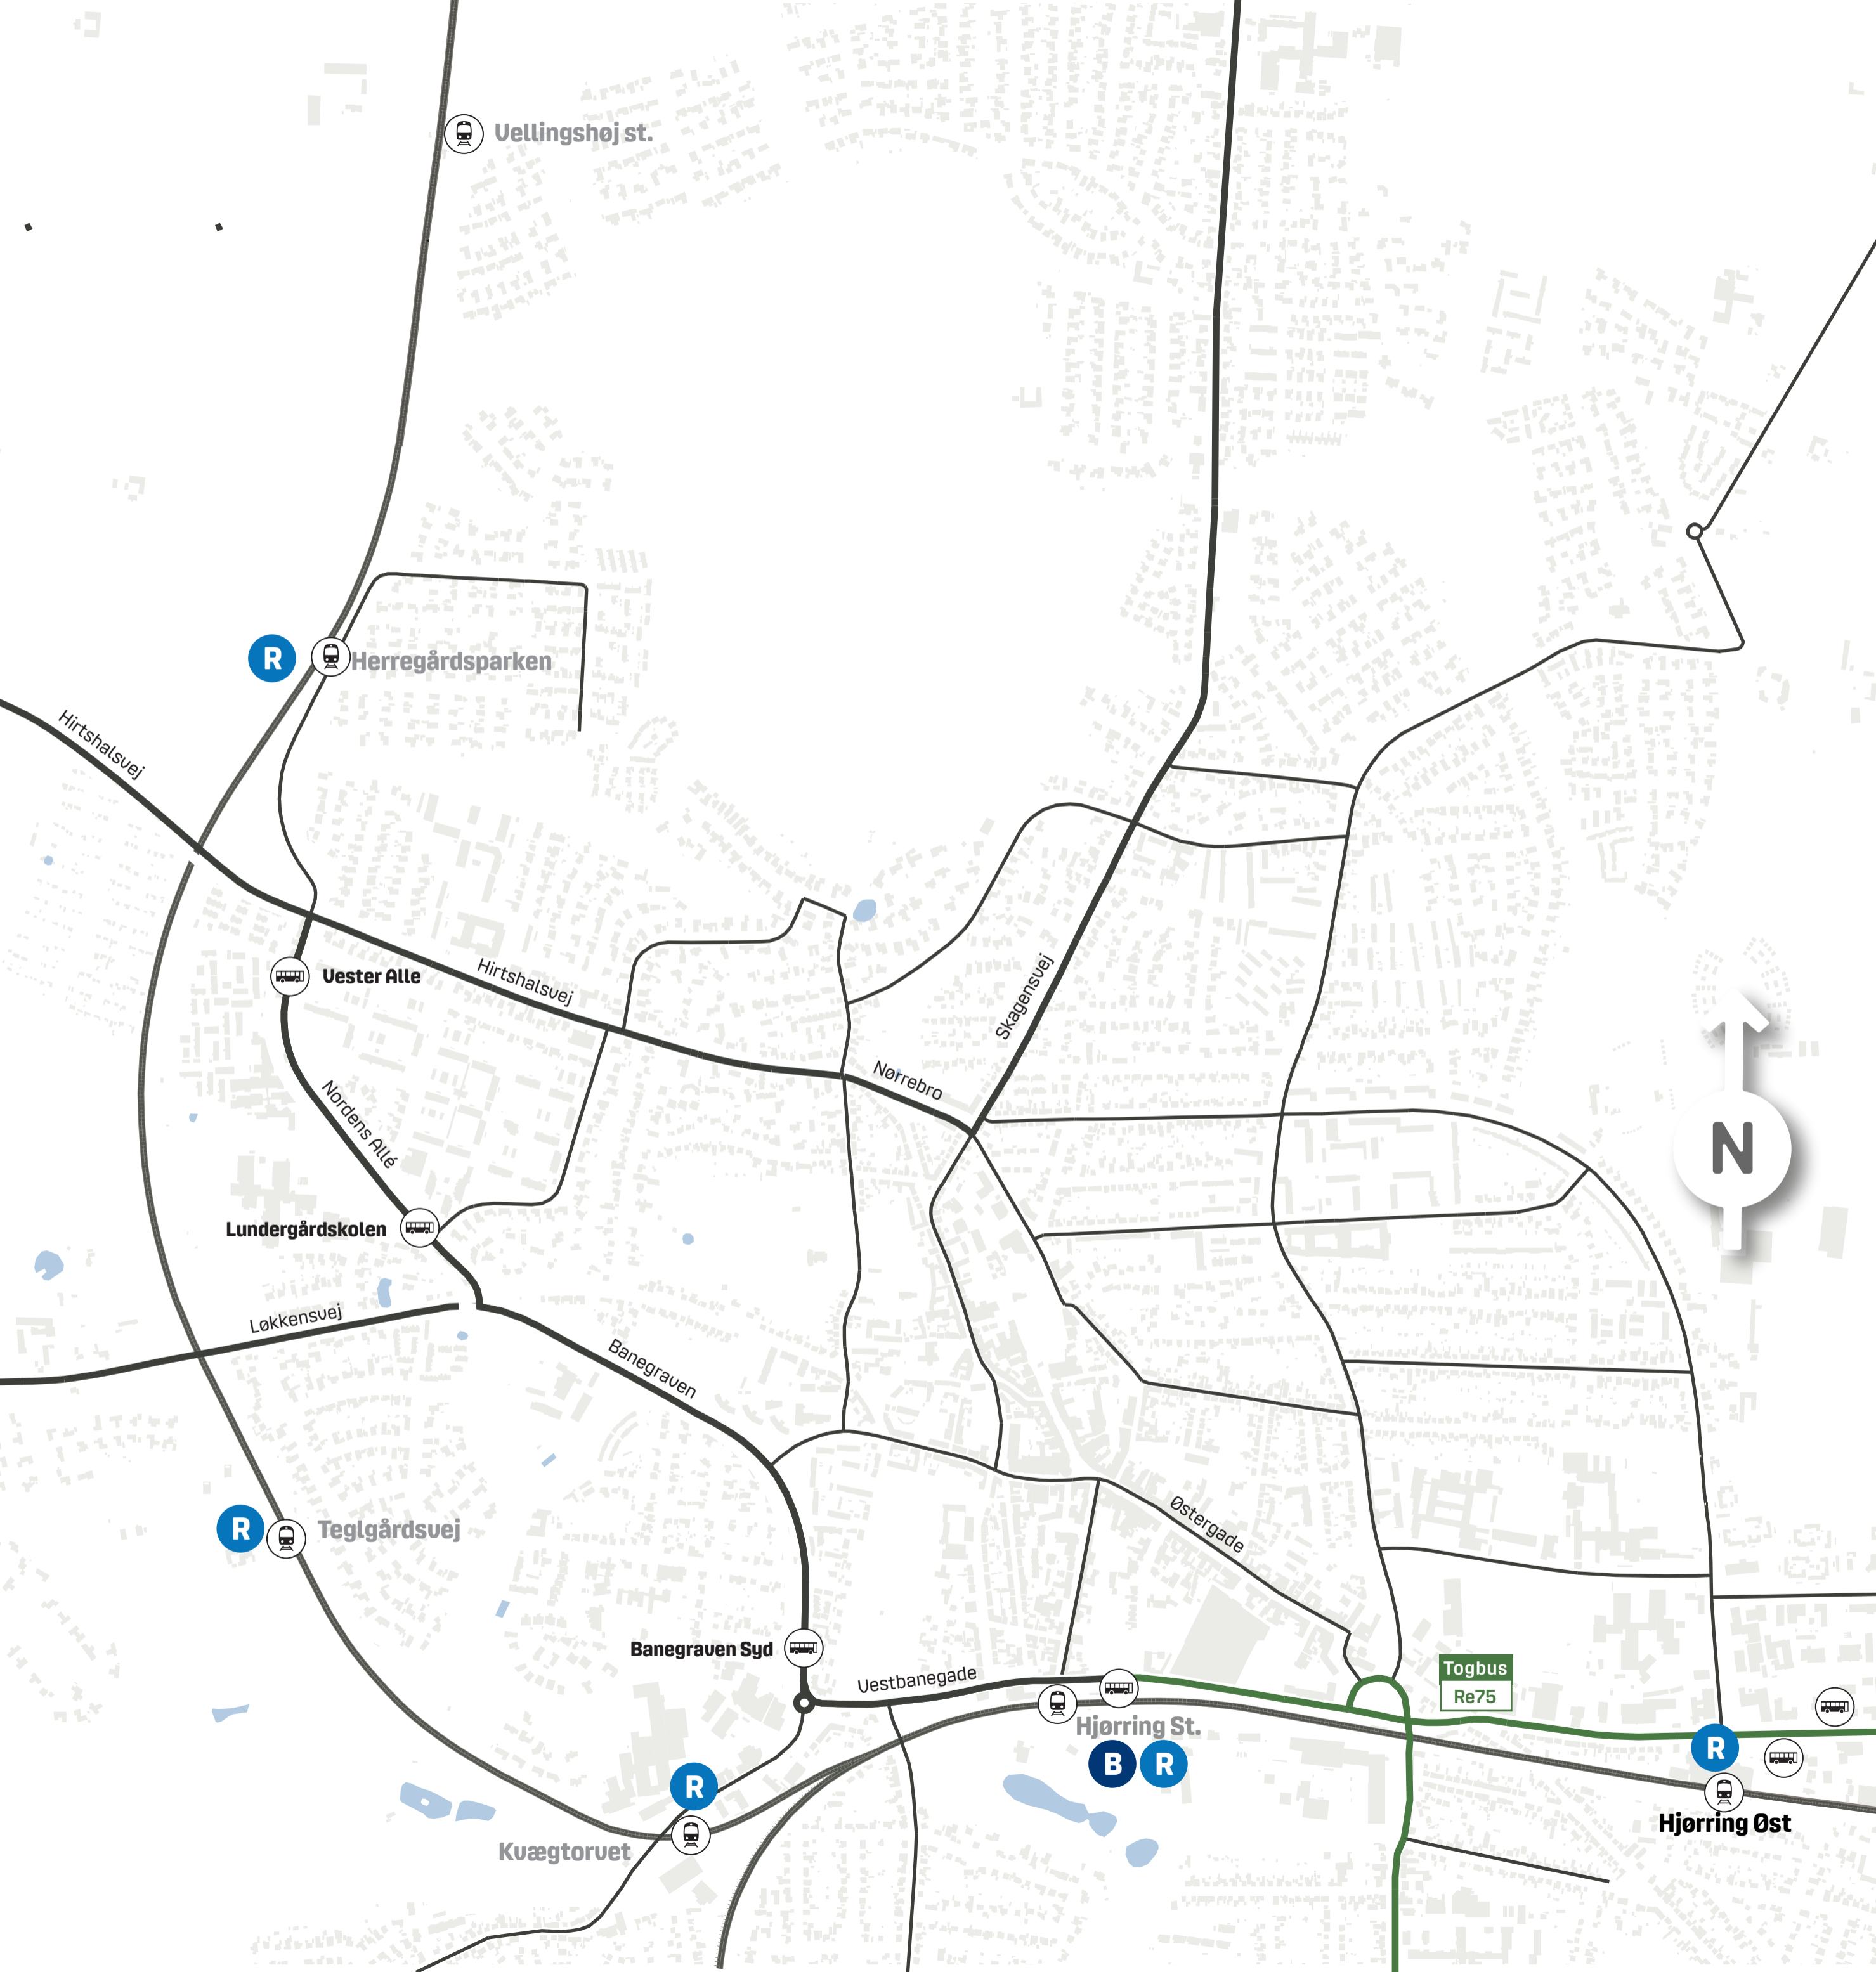 Vellingshøj st.
R
Herregårdsparken
Hirtshalsvej
Vester Alle
Hirtshalsvej
Skagensvej
Nørrebro
Nordens Allé
N
Lundergårdskolen
Løkkensvej
Banegraven
Østergade
R
Teglgårdsvej
Banegraven Syd
Vestbanegade
Togbus
Re75
Hjørring St.
B R
R
R
Hjørring Øst
Kvægtorvet